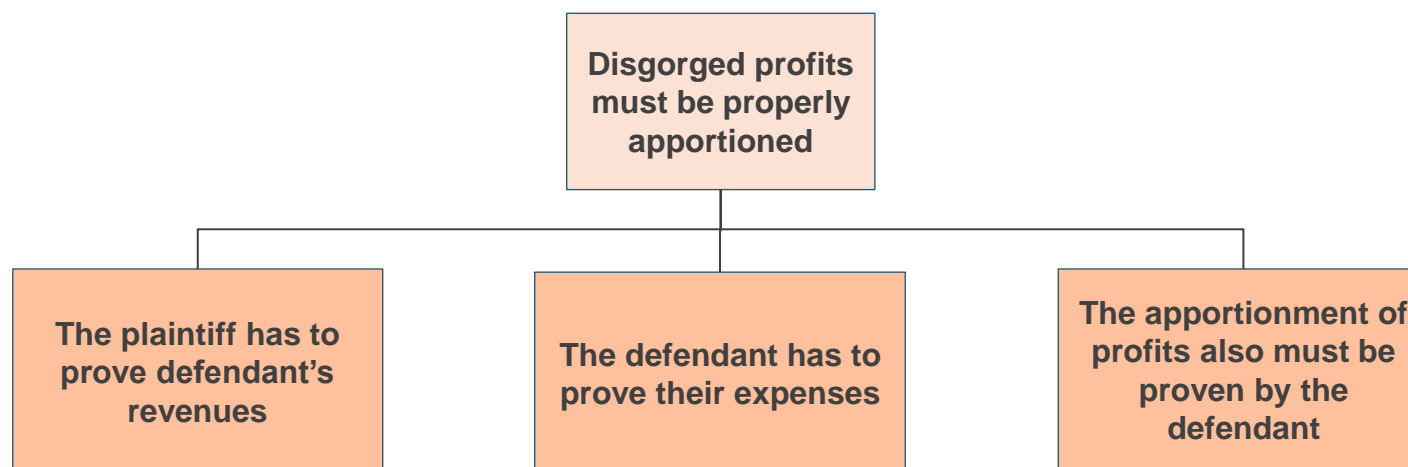 Disgorged profits
must be properly
apportioned
The plaintiff has to
prove defendant’s
revenues
The defendant has to
prove their expenses
The apportionment of
profits also must be
proven by the
defendant